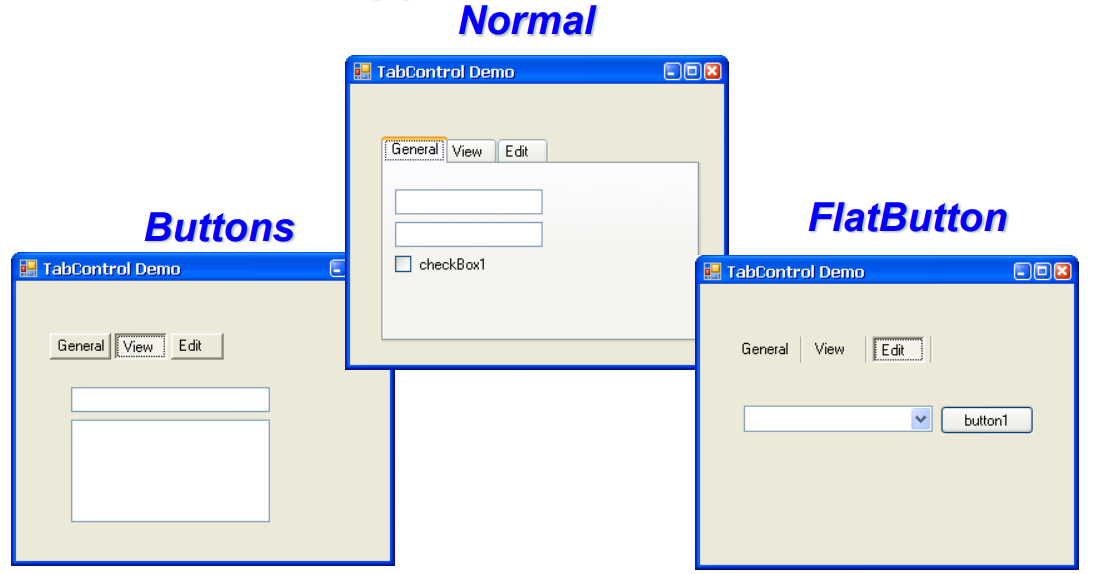 Normal
TabControl Demo
General View Edit
checkBox1
Buttons
TabControl Demo
General View Edit
FlatButton
TabControl Demo
General View Edit
button1